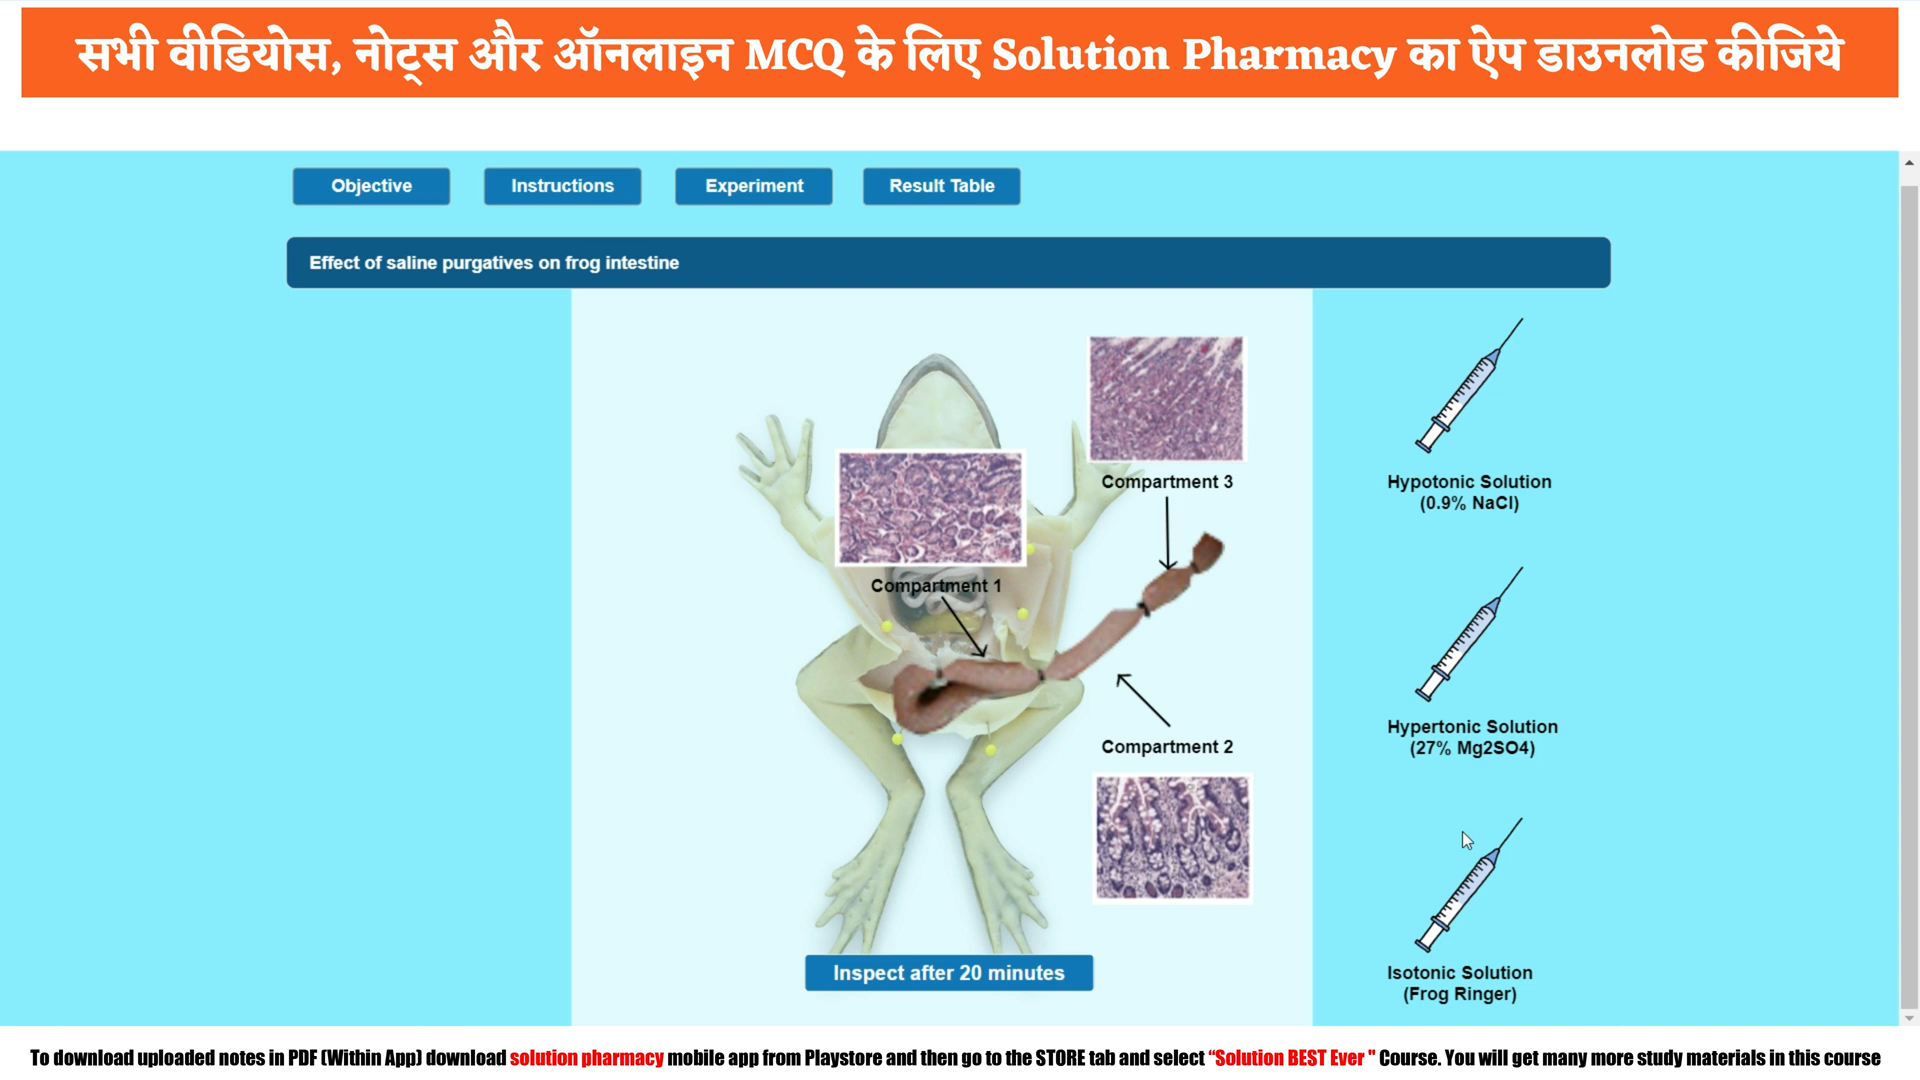 सभी वीडियोस, नोट्स और ऑनलाइन MCQ के लिए Solution Pharmacy का ऐप डाउनलोड कीजिये
Objective
Instructions
Experiment
Result Table
Effect of saline purgatives on frog intestine
Compartment 3
Compartment 1
Compartment 2
Inspect after 20 minutes
Hypotonic Solution
(0.9% NaCl)
Hypertonic Solution
(27% Mg2SO4)
Isotonic Solution
(Frog Ringer)
To download uploaded notes in PDF (Within App) download solution pharmacy mobile app from Playstore and then go to the STORE tab and select “Solution BEST Ever " Course. You will get many more study materials in this course